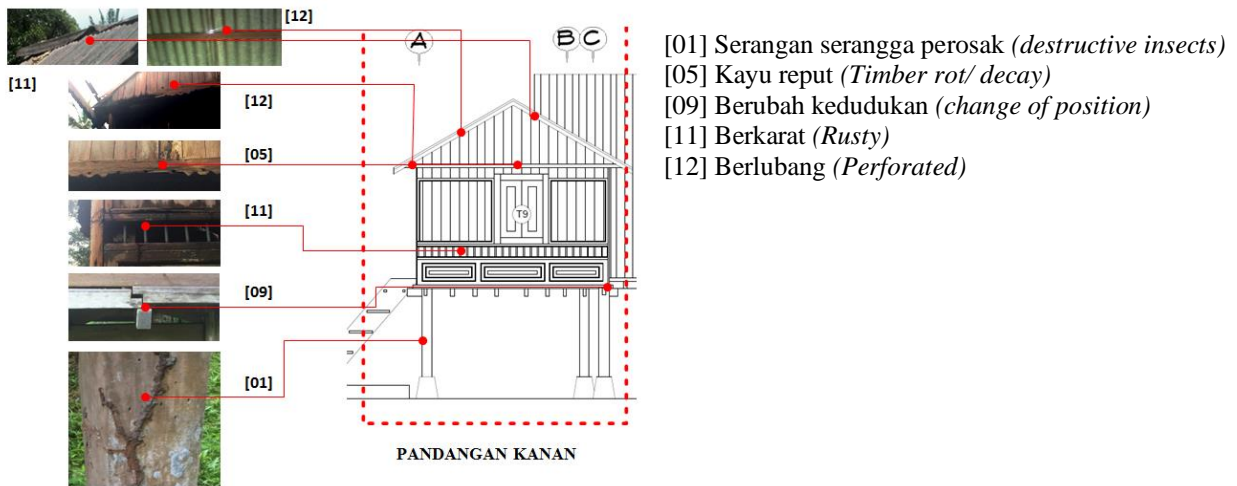 [12]
[11]
[12]
[05]
[11]
[09]
[01]
A
B C
T9
PANDANGAN KANAN
[01] Serangan serangga perosak (destructive insects)
[05] Kayu reput (Timber rot/ decay)
[09] Berubah kedudukan (change of position)
[11] Berkarat (Rusty)
[12] Berlubang (Perforated)